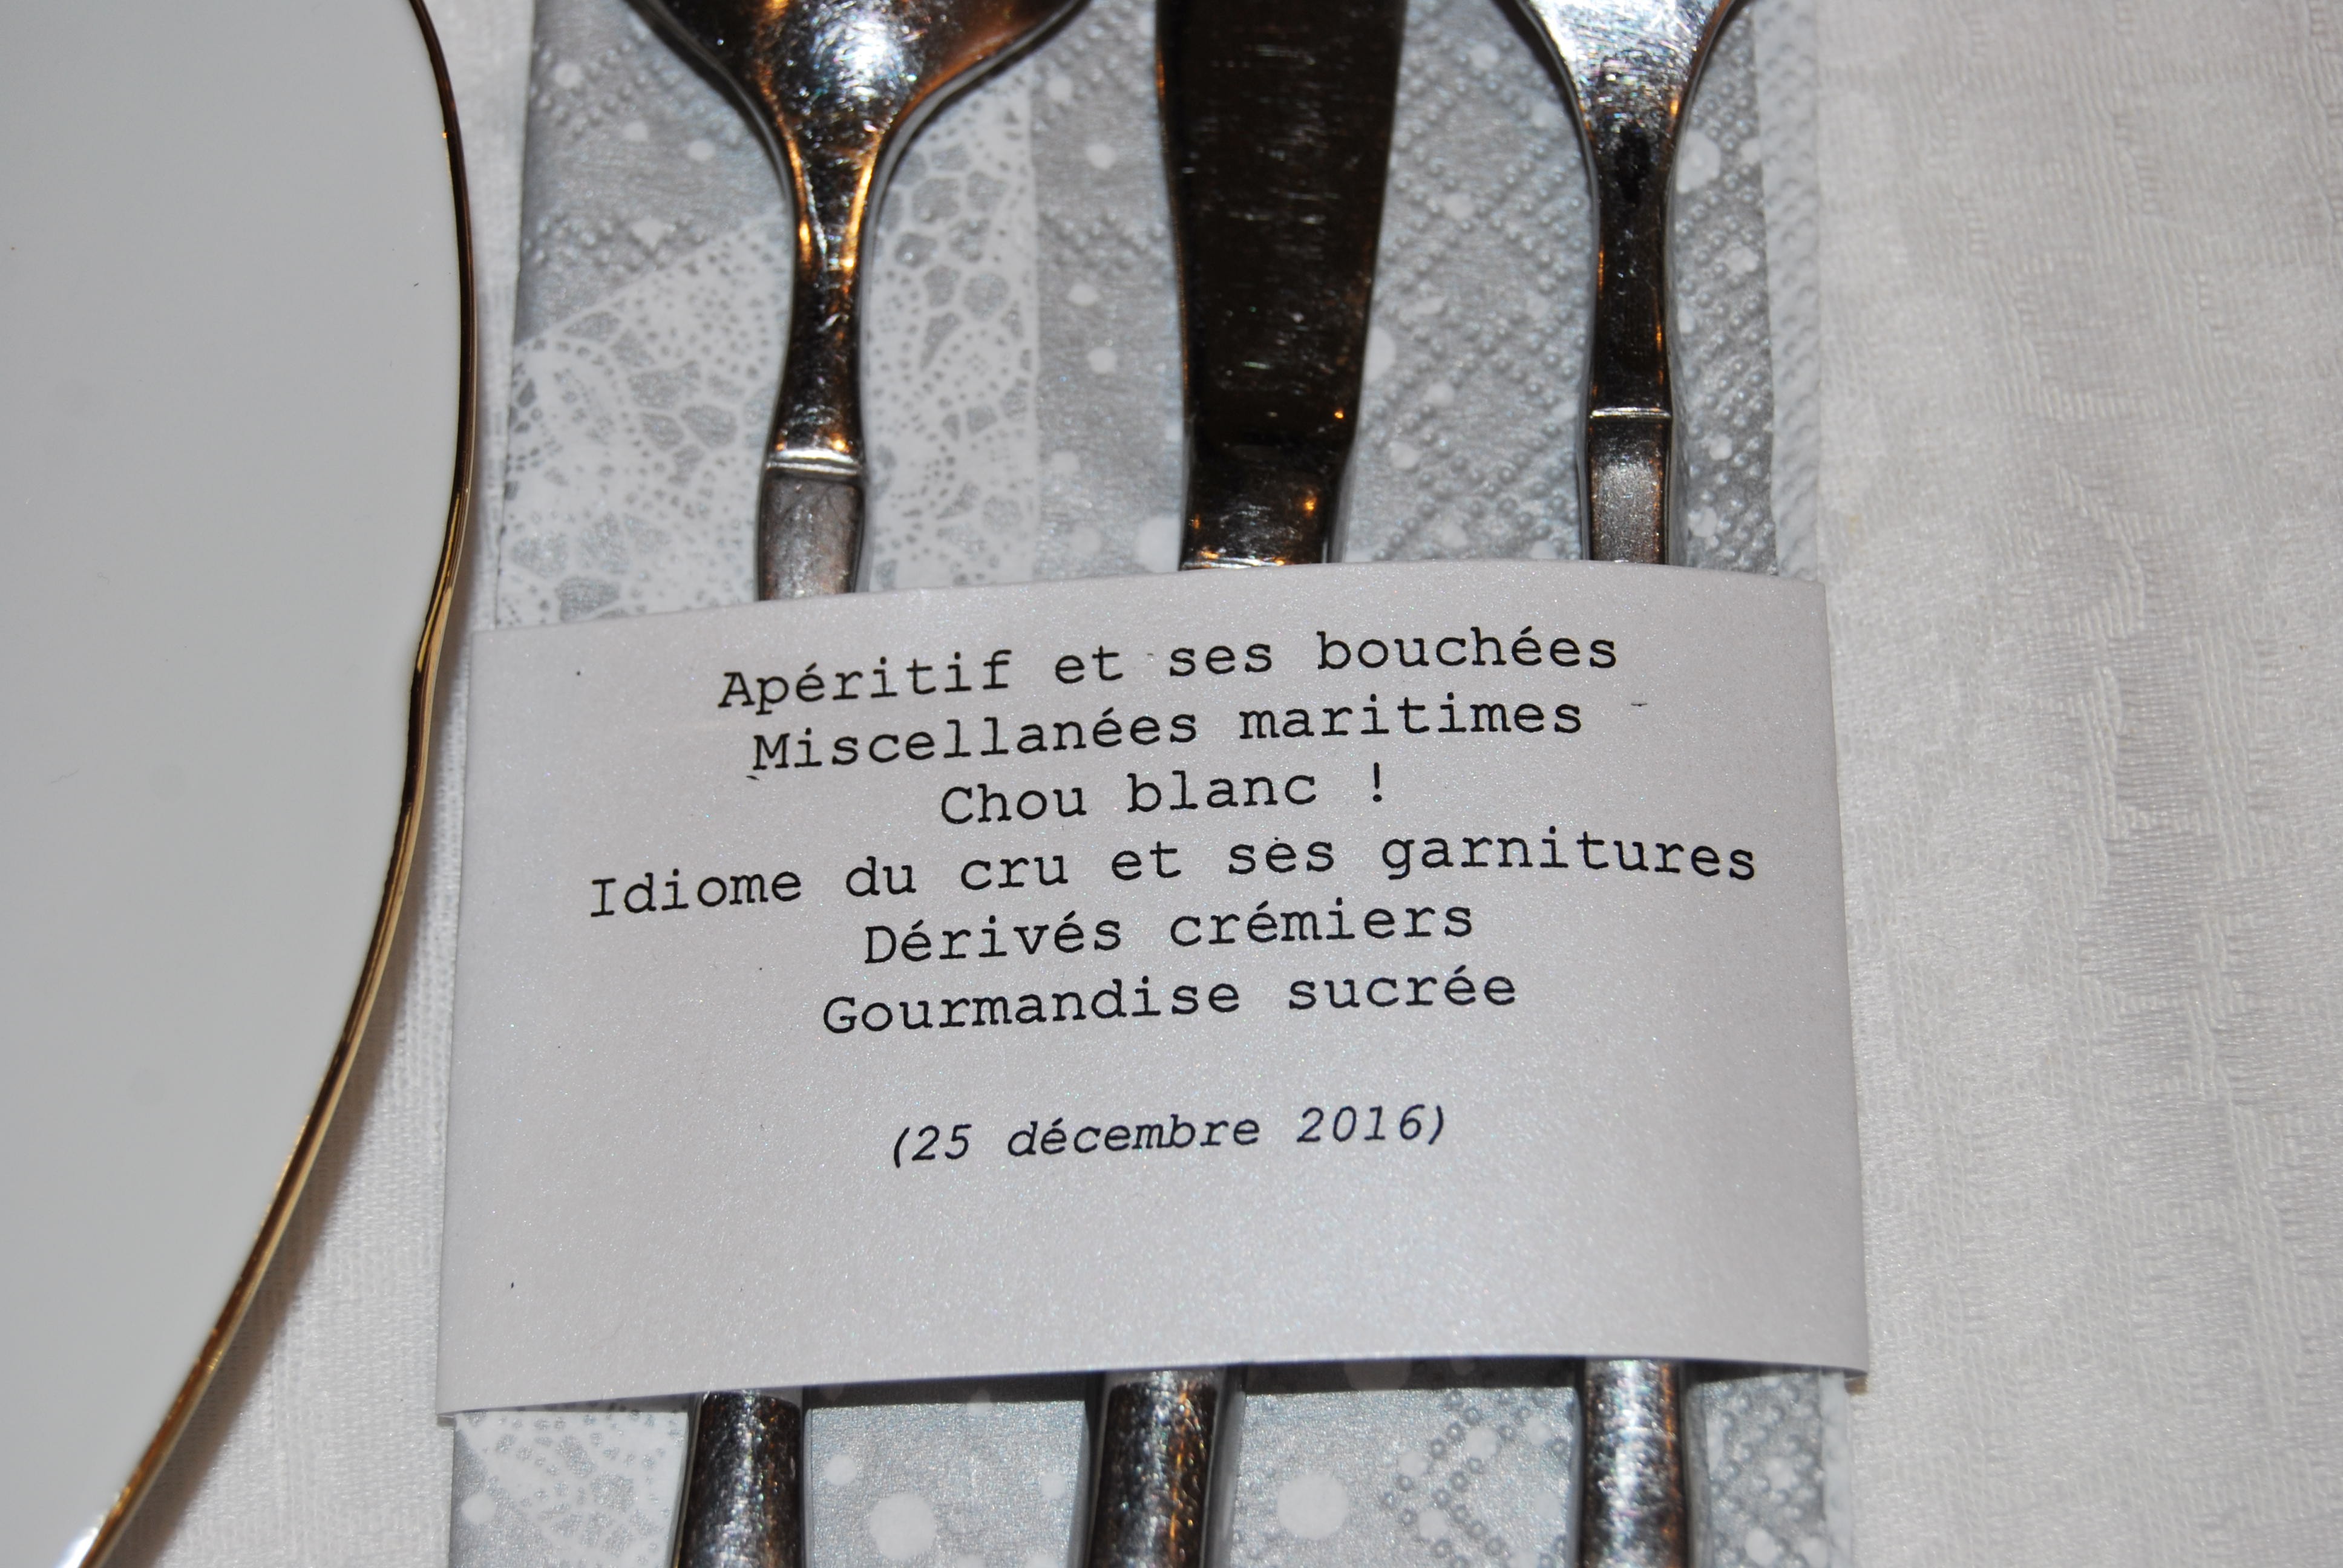 Apéritif et ses bouchées
Miscellanées maritimes
Chou blanc !
Idiome du cru et ses garnitures
Dérivés crémiers
Gourmandise sucrée
(25 décembre 2016)